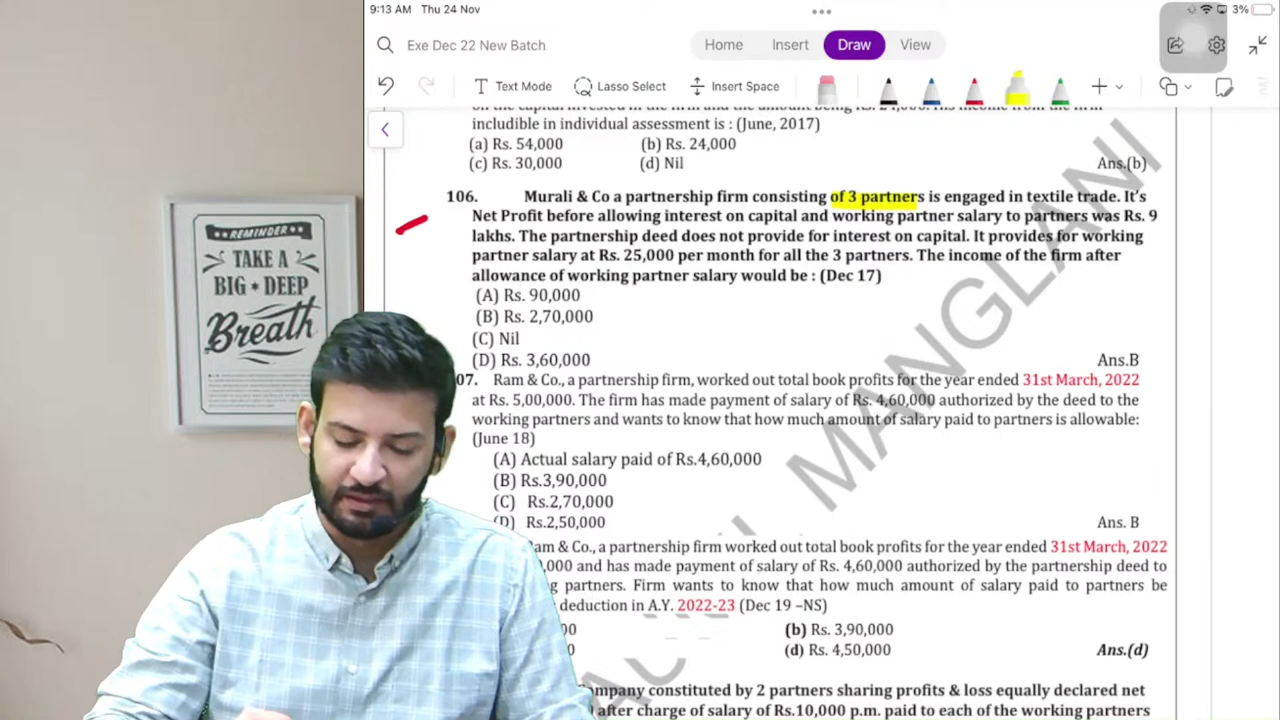 9:13 AM Thu 24 Nov
3%
Exe Dec 22 New Batch
Home Insert Draw View
Text Mode Lasso Select Insert Space
includible in individual assessment is : (June, 2017)
(a) Rs. 54,000 (b) Rs. 24,000
(c) Rs. 30,000 (d) Nil Ans.(b)
106. Murali & Co a partnership firm consisting of 3 partners is engaged in textile trade. It's
Net Profit before allowing interest on capital and working partner salary to partners was Rs. 9
lakhs. The partnership deed does not provide for interest on capital. It provides for working
partner salary at Rs. 25,000 per month for all the 3 partners. The income of the firm after
allowance of working partner salary would be : (Dec 17)
(A) Rs. 90,000
(B) Rs. 2,70,000
(C) Nil
(D) Rs. 3,60,000 Ans.B
07. Ram & Co., a partnership firm, worked out total book profits for the year ended 31st March, 2022
at Rs. 5,00,000. The firm has made payment of salary of Rs. 4,60,000 authorized by the deed to the
working partners and wants to know that how much amount of salary paid to partners is allowable:
(June 18)
(A) Actual salary paid of Rs.4,60,000
(B) Rs.3,90,000
(C) Rs.2,70,000
(D) Rs.2,50,000 Ans. B
am & Co., a partnership firm worked out total book profits for the year ended 31st March, 2022
,000 and has made payment of salary of Rs. 4,60,000 authorized by the partnership deed to
g partners. Firm wants to know that how much amount of salary paid to partners be
deduction in A.Y. 2022-23 (Dec 19 –NS)
00 (b) Rs. 3,90,000
0 (d) Rs. 4,50,000 Ans.(d)
ompany constituted by 2 partners sharing profits & loss equally declared net
after charge of salary of Rs.10,000 p.m. paid to each of the working partners
MANGLANI
REMINDER
TAKE A
BIG DEEP
Breath